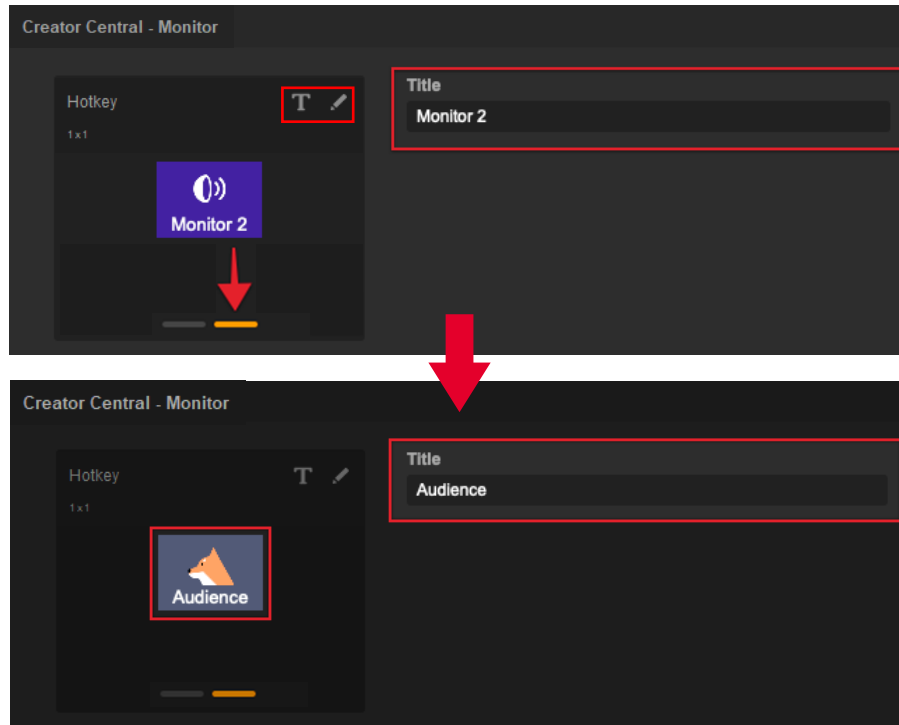 Creator Central - Monitor
Hotkey
T
1x1
Title
Monitor 2
Monitor 2
Creator Central - Monitor
Hotkey
T
1x1
Title
Audience
Audience